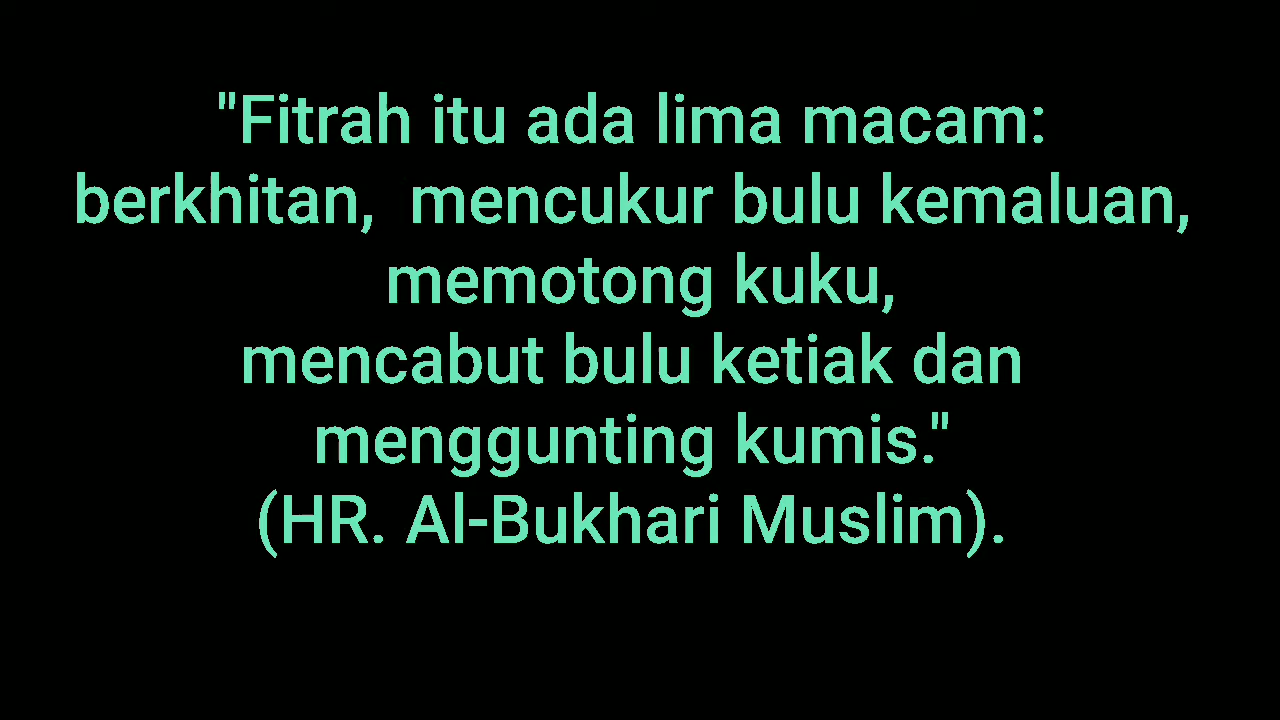 "Fitrah itu ada lima macam:
berkhitan,  mencukur bulu kemaluan,
memotong kuku,
mencabut bulu ketiak dan
menggunting kumis."
(HR. Al-Bukhari Muslim).